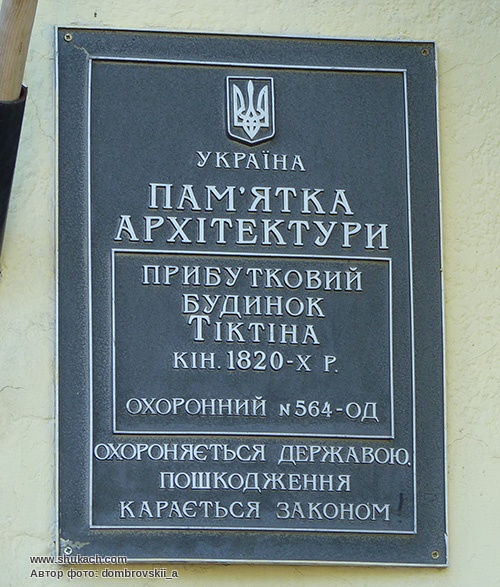 УКРАЇНА
ПАМ'ЯТКА
АРХІТЕКТУРИ
ПРИБУТКОВИЙ
БУДИНОК
ТІКТІНА
КІН. 1820-Х Р.
ОХОРОННИЙ N564-ОД
ОХОРОНЯЄТЬСЯ ДЕРЖАВОЮ,
ПОШКОДЖЕННЯ
КАРАЄТЬСЯ ЗАКОНОМ
www.shukach.com
Автор фото: dombrovskii_a